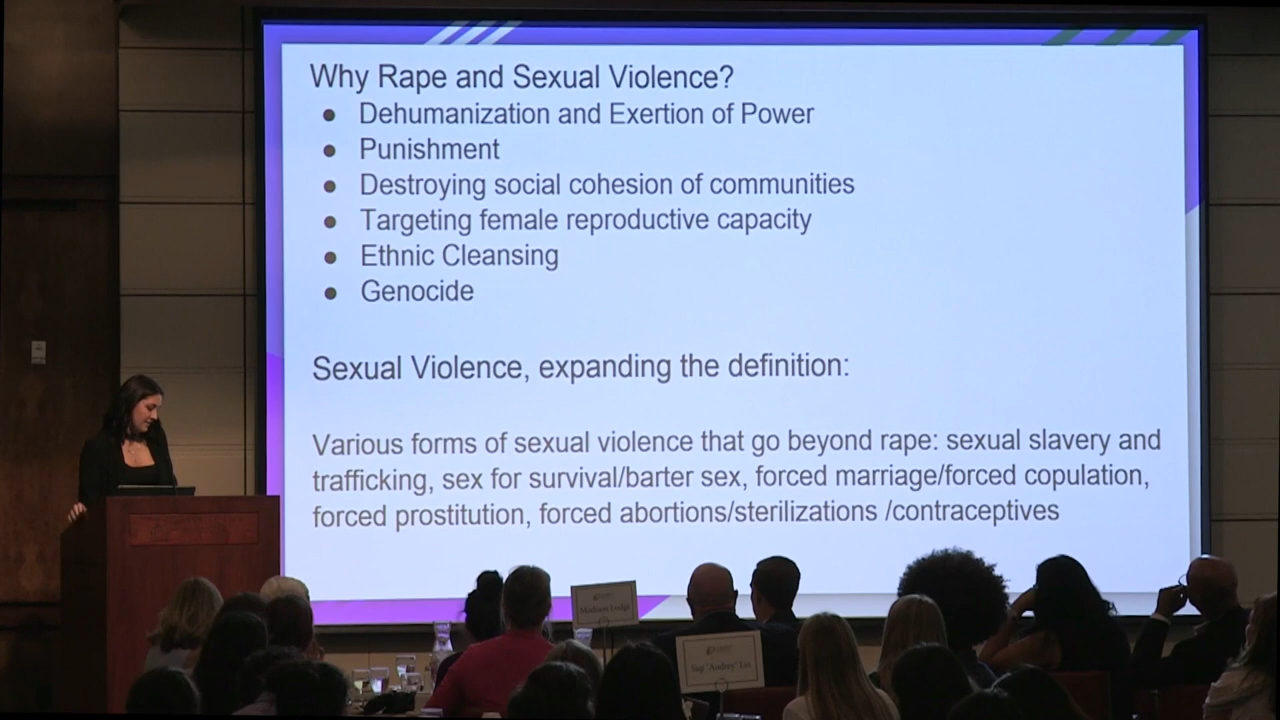 Why Rape and Sexual Violence?
● Dehumanization and Exertion of Power
● Punishment
● Destroying social cohesion of communities
● Targeting female reproductive capacity
● Ethnic Cleansing
● Genocide
Sexual Violence, expanding the definition:
Various forms of sexual violence that go beyond rape: sexual slavery and
trafficking, sex for survival/barter sex, forced marriage/forced copulation,
forced prostitution, forced abortions/sterilizations /contraceptives
Madison Lodge